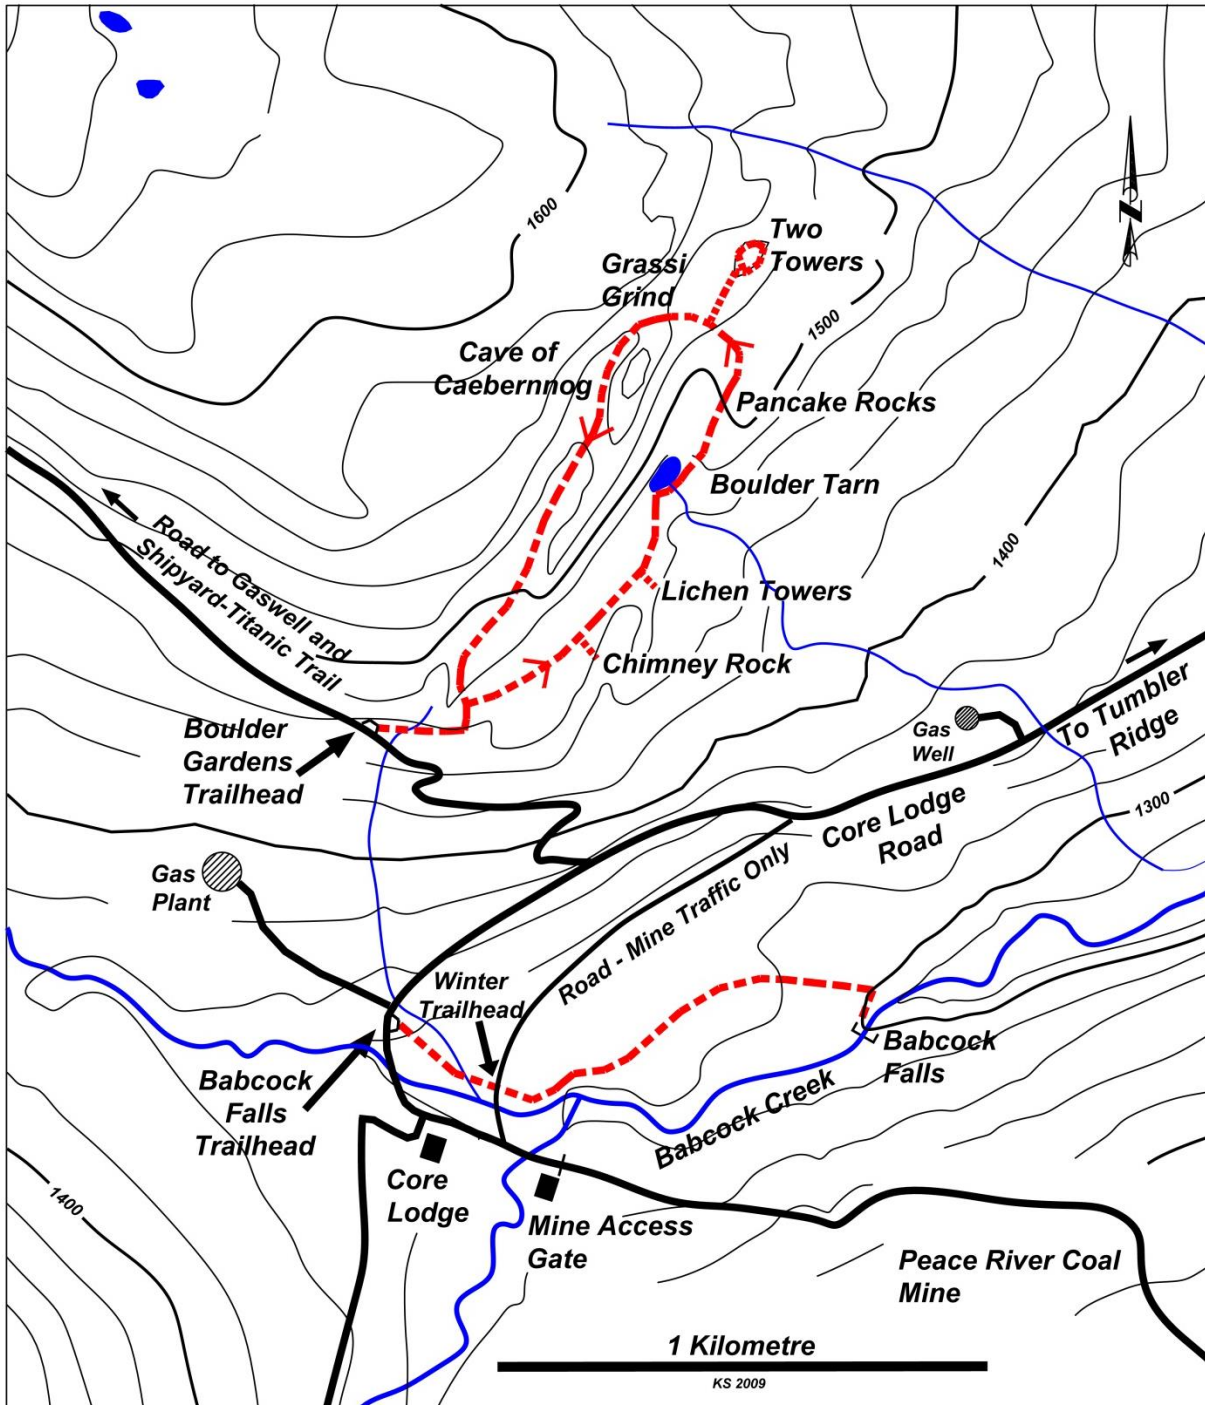 1600
N
Two
Towers
Grassi
Grind
1500
Cave of
Caebernnog
Pancake Rocks
Boulder Tarn
Road to Gaswell and
Shipyard-Titanic Trail
1400
Lichen Towers
Chimney Rock
Boulder
Gardens
Trailhead
Gas
Well
To Tumbler
Ridge
1300
Core Lodge
Road
Gas
Plant
Road - Mine Traffic Only
Winter
Trailhead
Babcock
Falls
Babcock
Falls
Trailhead
Babcock Creek
1400
Core
Lodge
Mine Access
Gate
Peace River Coal
Mine
1 Kilometre
KS 2009